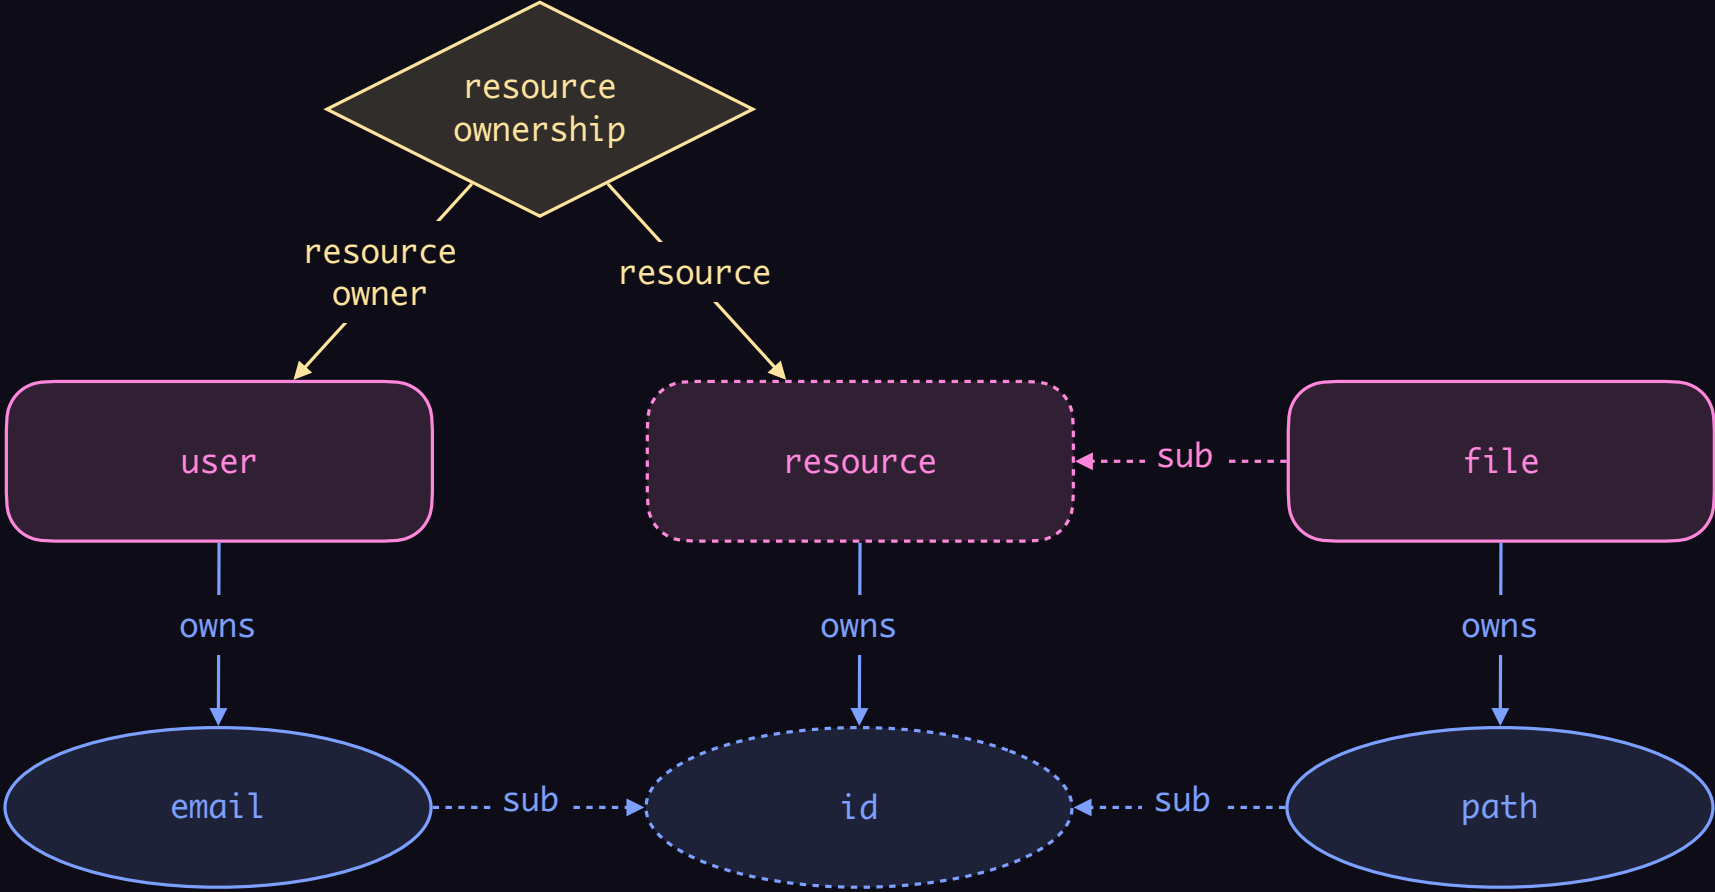 resource
ownership
resource
owner
resource
user
resource
sub
file
owns
owns
owns
email
sub
id
sub
path